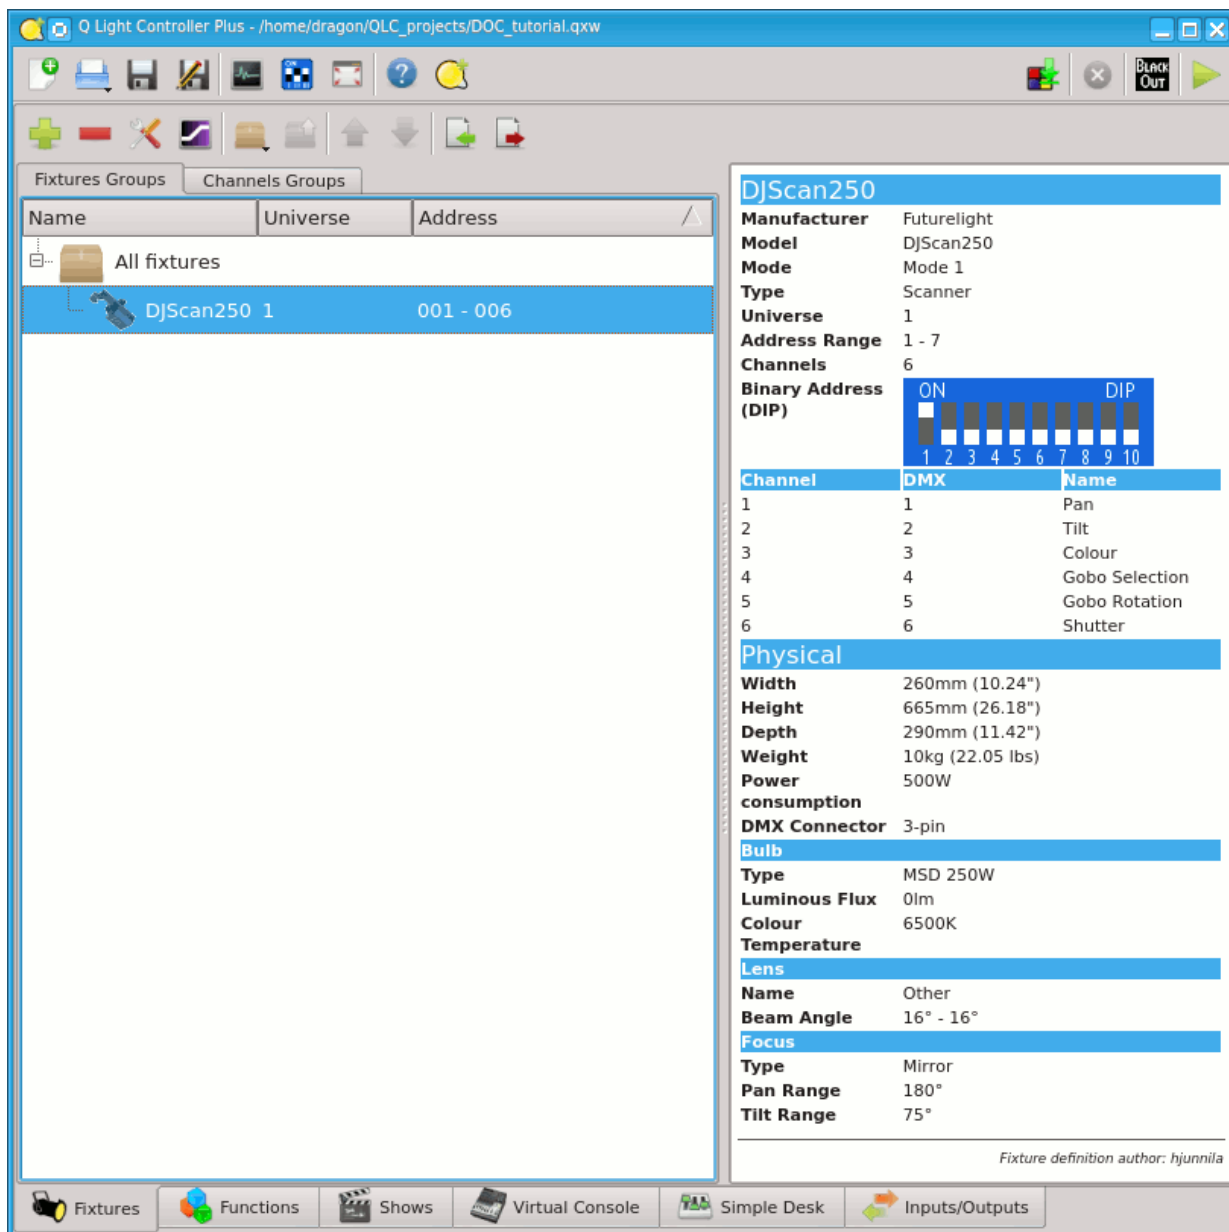 Q Light Controller Plus - /home/dragon/QLC_projects/DOC_tutorial.qxw
BLACK
OUT
Fixtures Groups Channels Groups
Name Universe Address
All fixtures
DJScan250 1 001 - 006
DJScan250
Manufacturer Futurelight
Model DJScan250
Mode Mode 1
Type Scanner
Universe 1
Address Range 1 - 7
Channels 6
Binary Address
(DIP)
ON DIP
1 2 3 4 5 6 7 8 9 10
Channel DMX Name
1 1 Pan
2 2 Tilt
3 3 Colour
4 4 Gobo Selection
5 5 Gobo Rotation
6 6 Shutter
Physical
Width 260mm (10.24")
Height 665mm (26.18")
Depth 290mm (11.42")
Weight 10kg (22.05 lbs)
Power
consumption 500W
DMX Connector 3-pin
Bulb
Type MSD 250W
Luminous Flux 0lm
Colour
Temperature 6500K
Lens
Name Other
Beam Angle 16° - 16°
Focus
Type Mirror
Pan Range 180°
Tilt Range 75°
Fixture definition author: hjunnila
Fixtures Functions Shows Virtual Console Simple Desk Inputs/Outputs